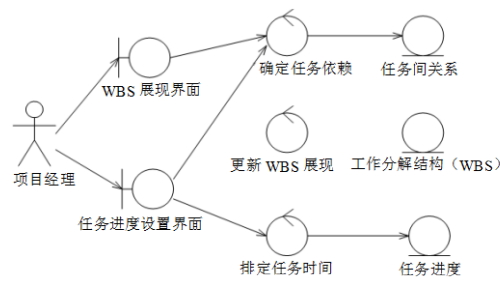 确定任务依赖
任务间关系
WBS 展现界面
更新 WBS 展现
工作分解结构（WBS）
项目经理
任务进度设置界面
排定任务时间
任务进度